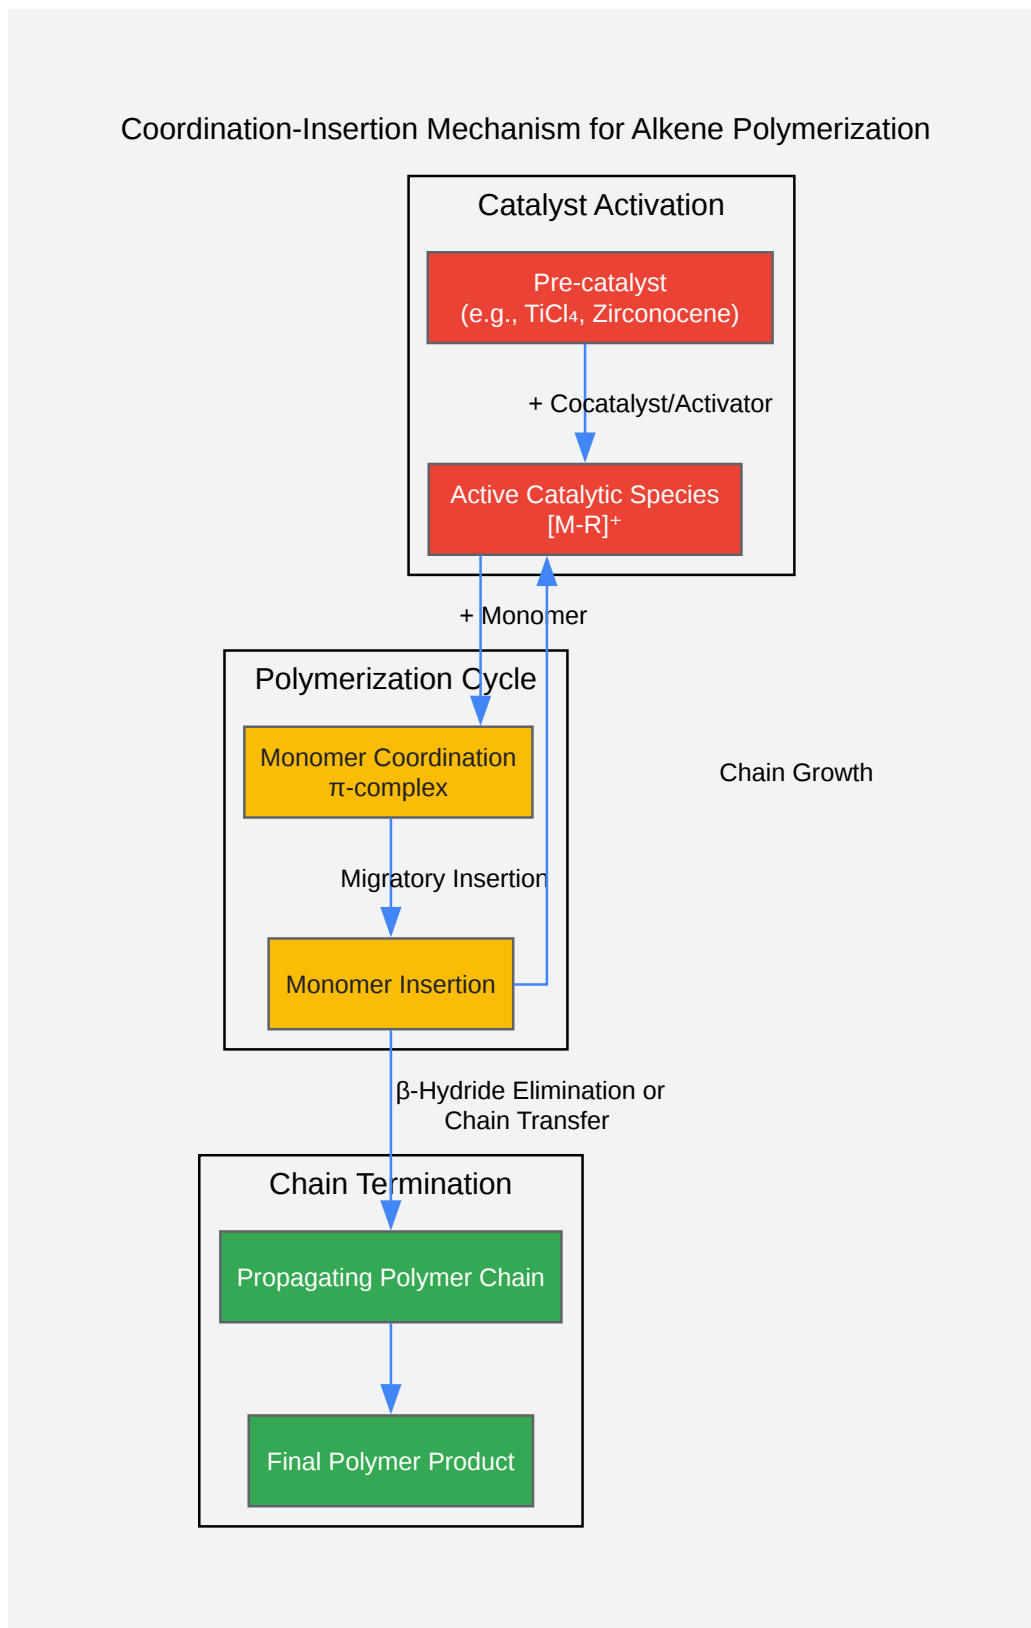 Coordination-Insertion Mechanism for Alkene Polymerization
Catalyst Activation
Pre-catalyst
(e.g., TiCl₄, Zirconocene)
+ Cocatalyst/Activator
Active Catalytic Species
[M-R]⁺
+ Monomer
Polymerization Cycle
Monomer Coordination
π-complex
Chain Growth
Migratory Insertion
Monomer Insertion
β-Hydride Elimination or
Chain Transfer
Chain Termination
Propagating Polymer Chain
Final Polymer Product